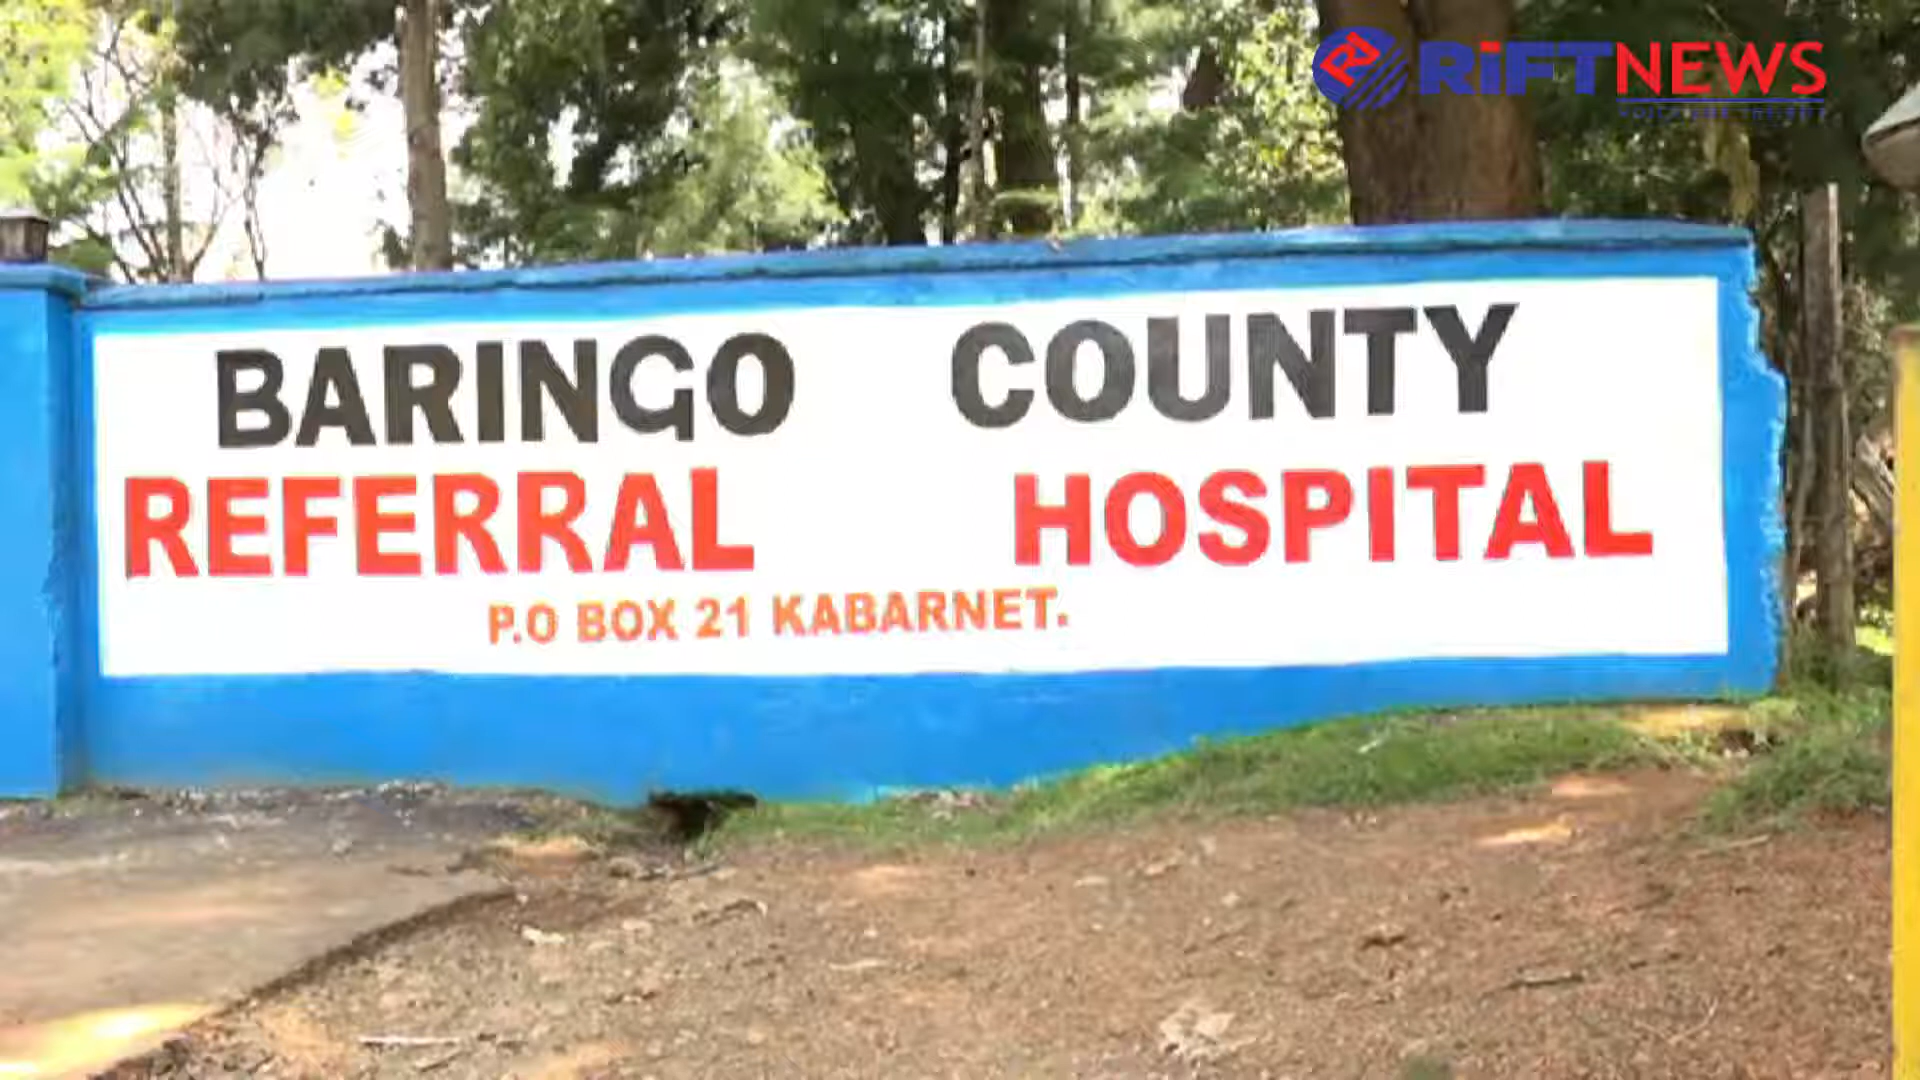 RiFTNEWS
BARINGO COUNTY
REFERRAL HOSPITAL
P.O BOX 21 KABARNET.